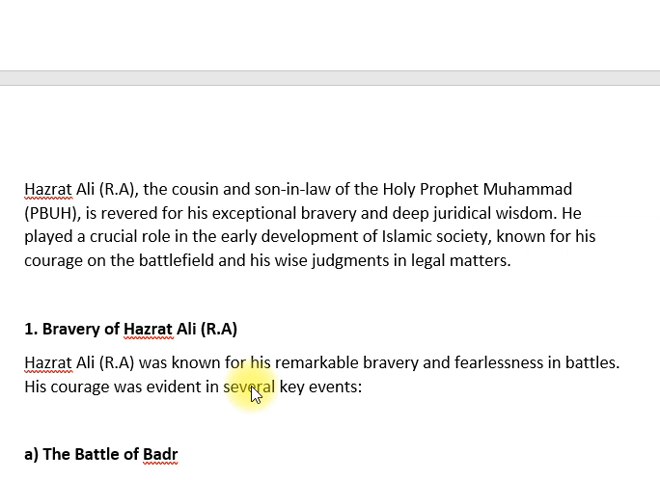 Hazrat Ali (R.A), the cousin and son-in-law of the Holy Prophet Muhammad
(PBUH), is revered for his exceptional bravery and deep juridical wisdom. He
played a crucial role in the early development of Islamic society, known for his
courage on the battlefield and his wise judgments in legal matters.
1. Bravery of Hazrat Ali (R.A)
Hazrat Ali (R.A) was known for his remarkable bravery and fearlessness in battles.
His courage was evident in several key events:
a) The Battle of Badr